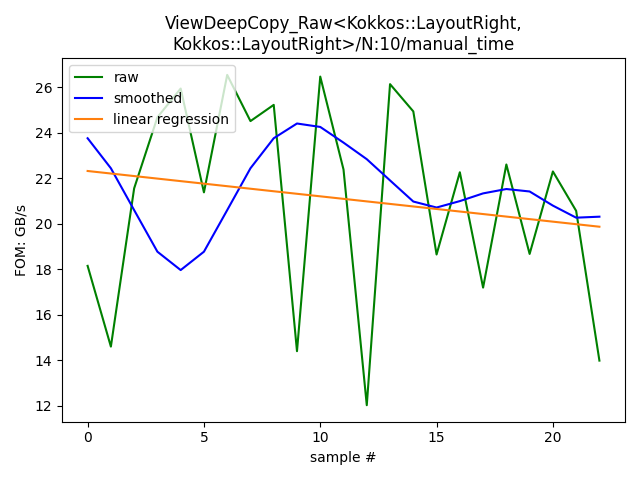 ViewDeepCopy_Raw<Kokkos::LayoutRight,
Kokkos::LayoutRight>/N:10/manual_time
raw
smoothed
linear regression
FOM: GB/s
26
24
22
20
18
16
14
12
0
5
10
15
20
sample #